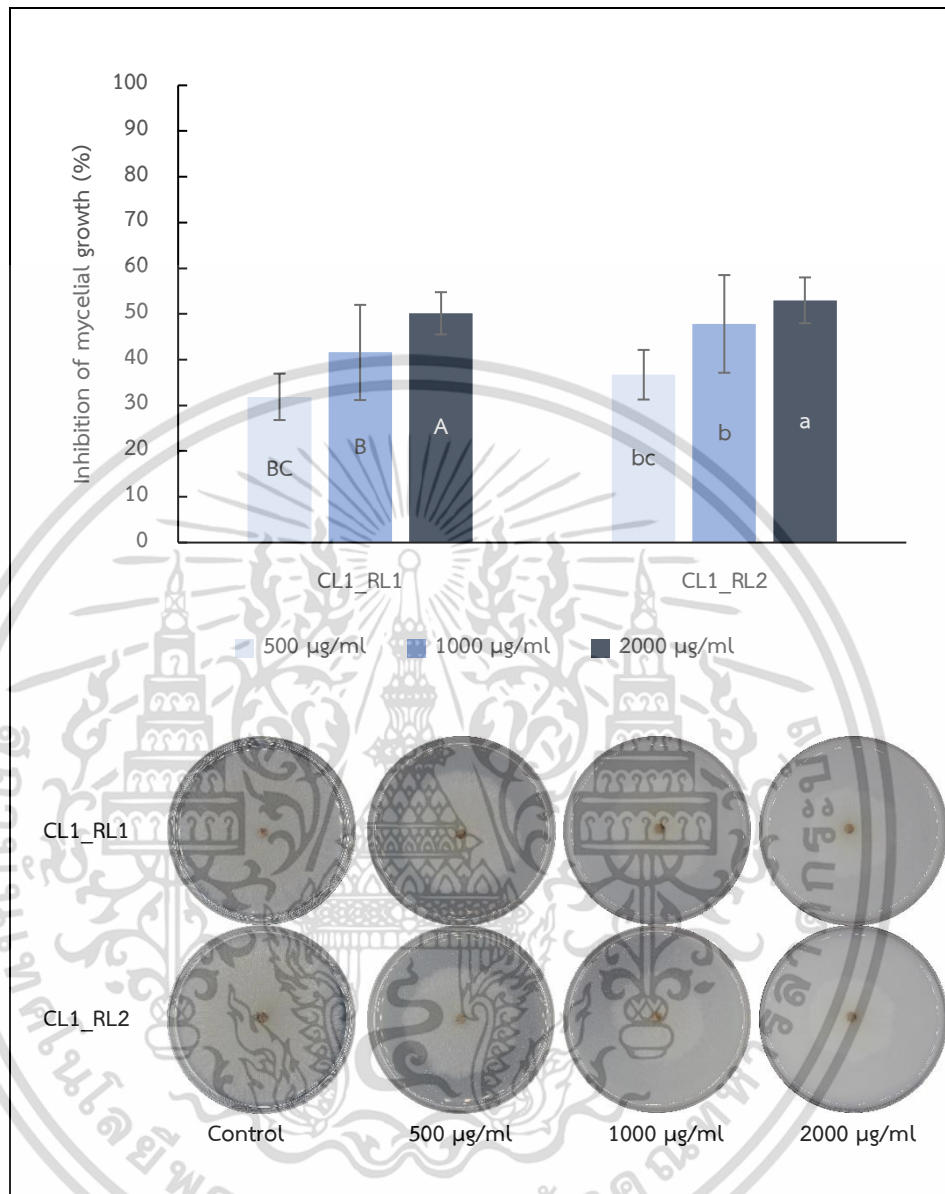 Inhibition of mycelial growth (%)
100
90
80
70
60
50
40
30
20
10
0
BC
B
A
bc
b
a
CL1_RL1
CL1_RL2
500 µg/ml
1000 µg/ml
2000 µg/ml
CL1_RL1
CL1_RL2
Control
500 µg/ml
1000 µg/ml
2000 µg/ml